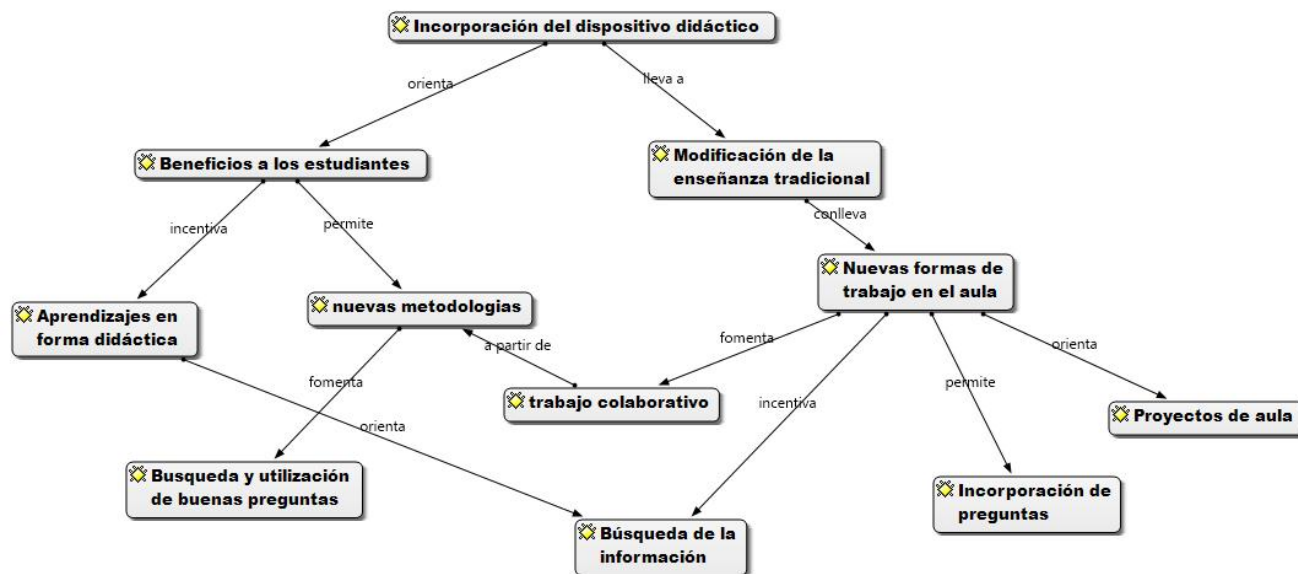 Incorporación del dispositivo didáctico
orienta
lleva a
Beneficios a los estudiantes
Modificación de la
enseñanza tradicional
incentiva
permite
conlleva
Aprendizajes en
forma didáctica
nuevas metodologias
Nuevas formas de
trabajo en el aula
a partir de
fomenta
orienta
fomenta
trabajo colaborativo
incentiva
permite
Proyectos de aula
orienta
Busqueda y utilización
de buenas preguntas
Incorporación de
preguntas
Búsqueda de la
información